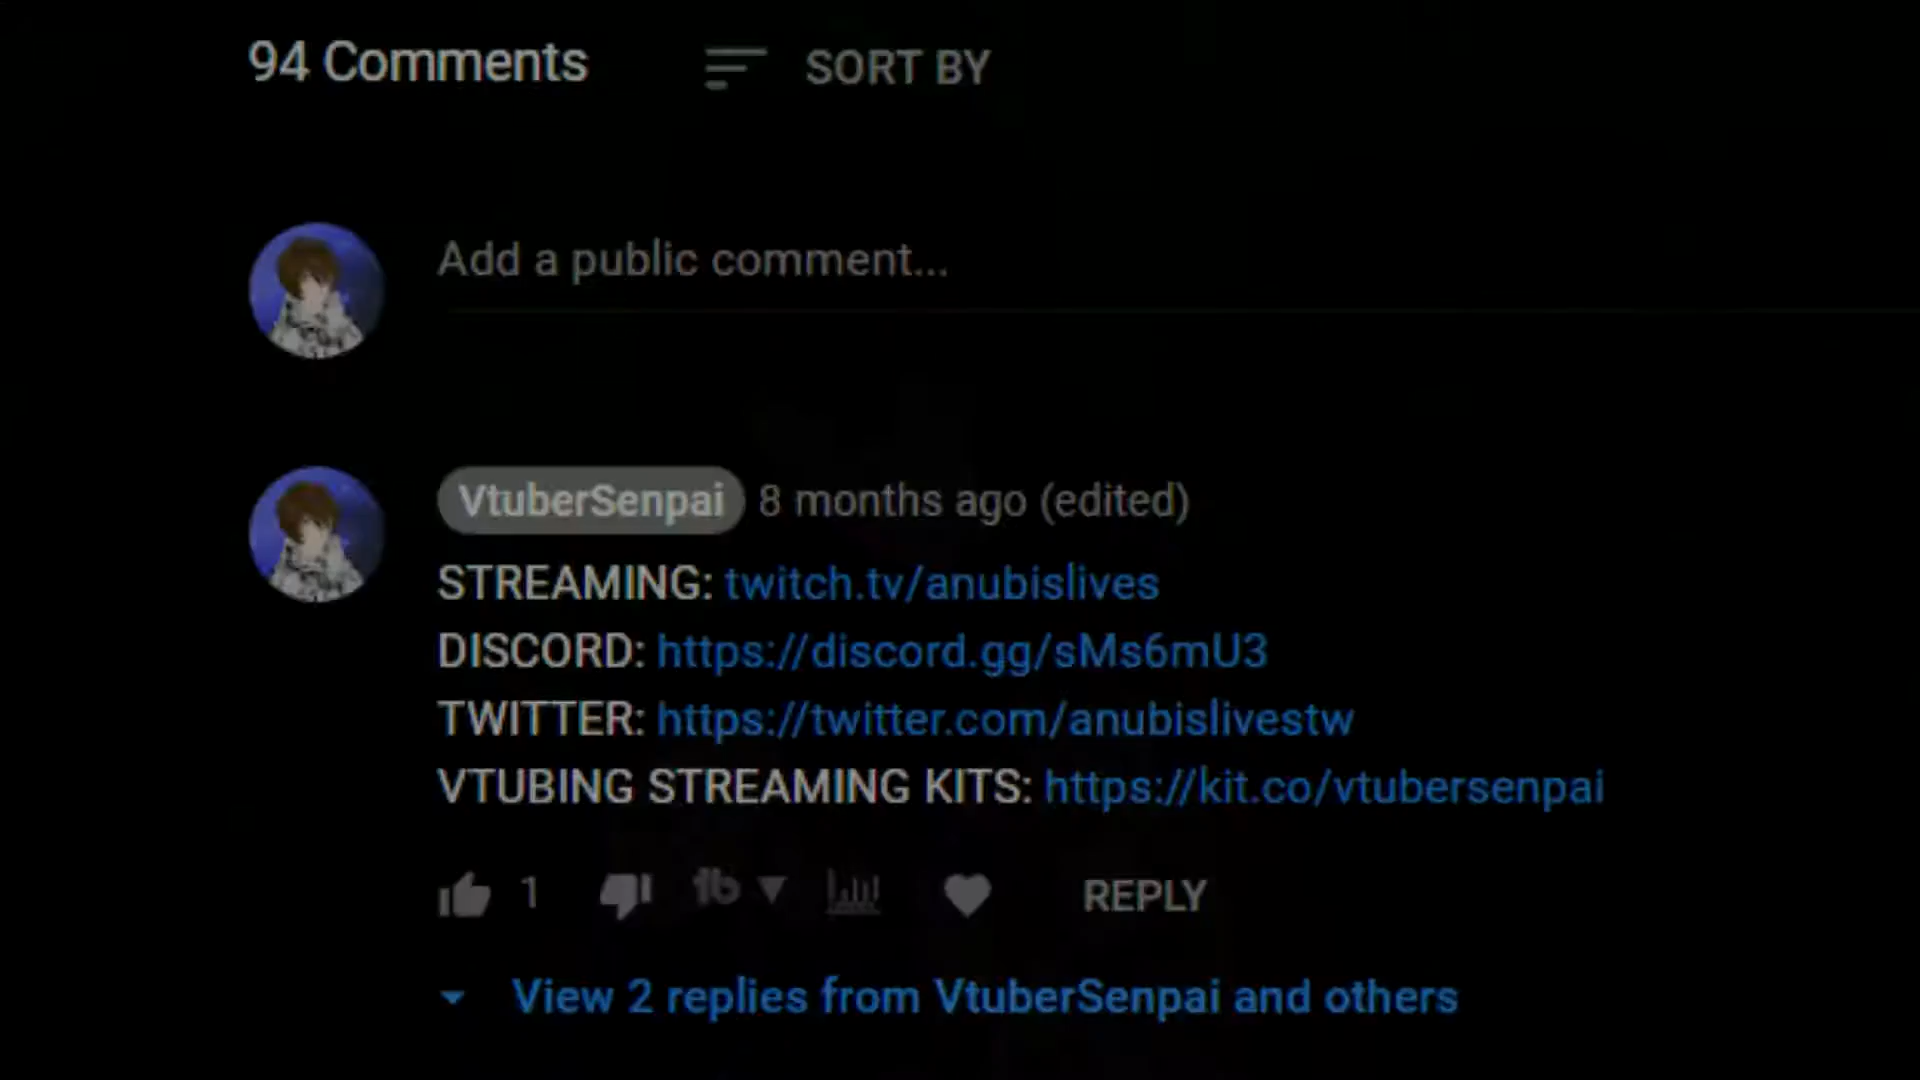 94 Comments
SORT BY
Add a public comment...
VtuberSenpai 8 months ago (edited)
STREAMING: twitch.tv/anubislives
DISCORD: https://discord.gg/sMs6mU3
TWITTER: https://twitter.com/anubislivestw
VTUBING STREAMING KITS: https://kit.co/vtubersenpai
1 tb REPLY
View 2 replies from VtuberSenpai and others